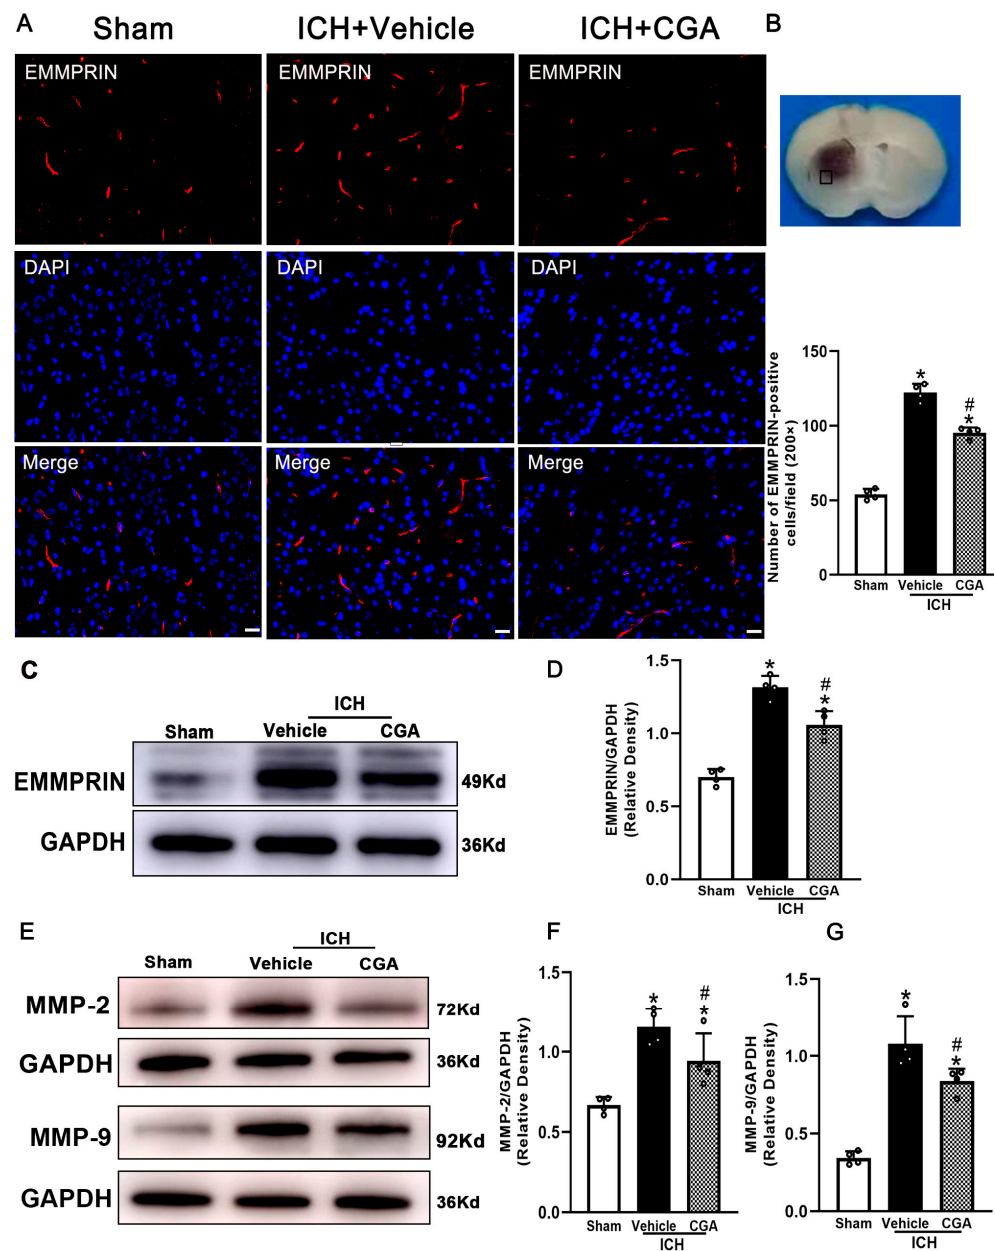 A
Sham
ICH+Vehicle
ICH+CGA
B
EMMPRIN
EMMPRIN
EMMPRIN
DAPI
DAPI
DAPI
Merge
Merge
Merge
Number of EMMPRIN-positive
cells/field (200×)
150
100
50
0
*
#
*
Sham
Vehicle
CGA
ICH
C
ICH
Sham
Vehicle
CGA
EMMPRIN
49Kd
GAPDH
36Kd
D
EMMPRIN/GAPDH
(Relative Density)
1.5
1.0
0.5
0.0
*
#
*
Sham
Vehicle
CGA
ICH
E
ICH
Sham
Vehicle
CGA
MMP-2
72Kd
GAPDH
36Kd
MMP-9
92Kd
GAPDH
36Kd
F
MMP-2/GAPDH
(Relative Density)
1.5
1.0
0.5
0.0
*
#
*
Sham
Vehicle
CGA
ICH
G
MMP-9/GAPDH
(Relative Density)
1.5
1.0
0.5
0.0
*
#
*
Sham
Vehicle
CGA
ICH